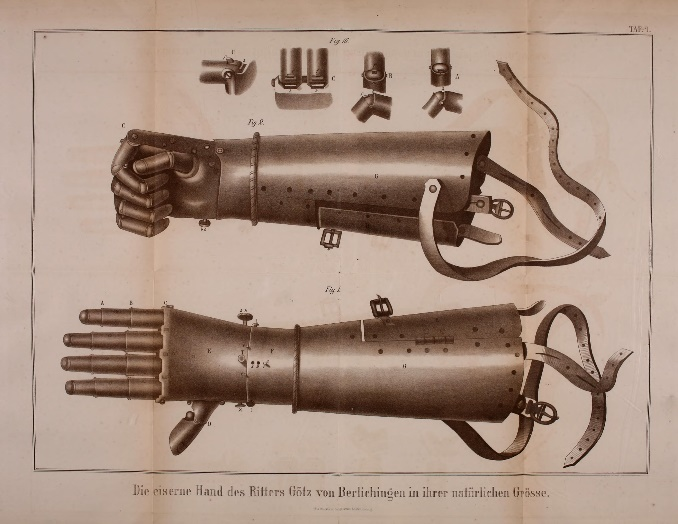 TAF. I.
Fig. III.
C
C
B
A
Fig. II.
C
G
Fig. I.
A B C
E
F
G
D
Die eiserne Hand des Ritters Götz von Berlichingen in ihrer natürlichen Grösse.